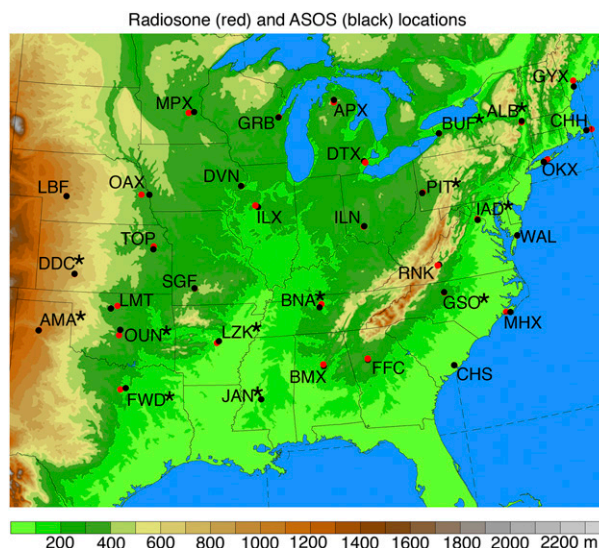 Radiosone (red) and ASOS (black) locations
GYX
MPX
APX
ALB*
GRB
BUF*
CHH
DTX
OKX
DVN
LBF
OAX
PIT*
ILX
ILN
IAD*
TOP
WAL
DDC*
RNK
SGF
LMT
BNA*
GSO*
AMA*
OUN*
LZK*
MHX
BMX
FFC
CHS
FWD*
JAN*
200 400 600 800 1000 1200 1400 1600 1800 2000 2200 m